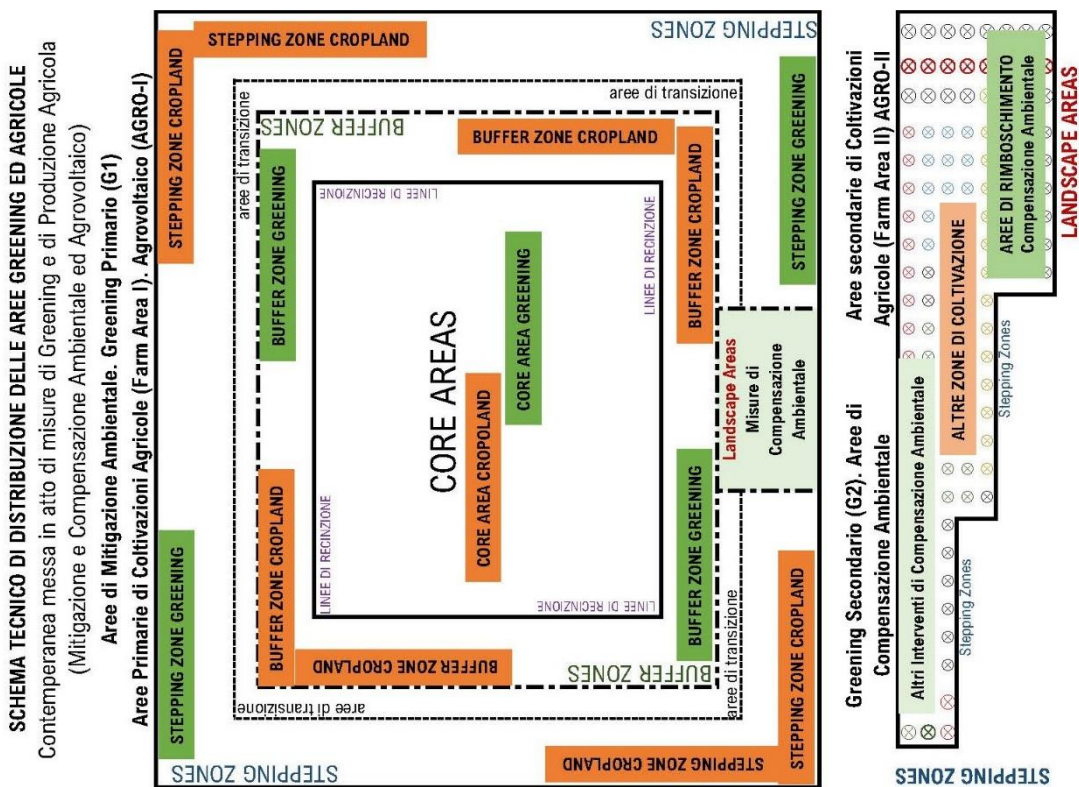 SCHEMA TECNICO DI DISTRIBUZIONE DELLE AREE GREENING ED AGRICOLE
Contemporanea messa in atto di misure di Greening e di Produzione Agricola
(Mitigazione e Compensazione Ambientale ed Agrovoltaico)
Aree di Mitigazione Ambientale. Greening Primario (G1)
Aree Primarie di Coltivazioni Agricole (Farm Area I). Agrovoltaico (AGRO-I)
STEPPING ZONE GREENING
STEPPING ZONE CROPLAND
STEPPING ZONE CROPLAND
STEPPING ZONES
STEPPING ZONES
aree di transizione
aree di transizione
aree di transizione
aree di transizione
BUFFER ZONE CROPLAND
BUFFER ZONE GREENING
BUFFER ZONES
BUFFER ZONE CROPLAND
BUFFER ZONE CROPLAND
LINEE DI RECINZIONE
LINEE DI RECINZIONE
CORE AREAS
CORE AREA CROPOLAND
CORE AREA GREENING
LINEE DI RECINZIONE
LINEE DI RECINZIONE
BUFFER ZONES
BUFFER ZONE GREENING
BUFFER ZONE CROPLAND
Landscape Areas
Misure di
Compensazione
Ambientale
STEPPING ZONE CROPLAND
STEPPING ZONE CROPLAND
STEPPING ZONE GREENING
Greening Secondario (G2). Aree di
Compensazione Ambientale
Aree secondarie di Coltivazioni
Agricole (Farm Area II) AGRO-II
STEPPING ZONES
Altri Interventi di Compensazione Ambientale
ALTRE ZONE DI COLTIVAZIONE
AREE DI RIMBOSCHIMENTO
Compensazione Ambientale
Stepping Zones
Stepping Zones
LANDSCAPE AREAS